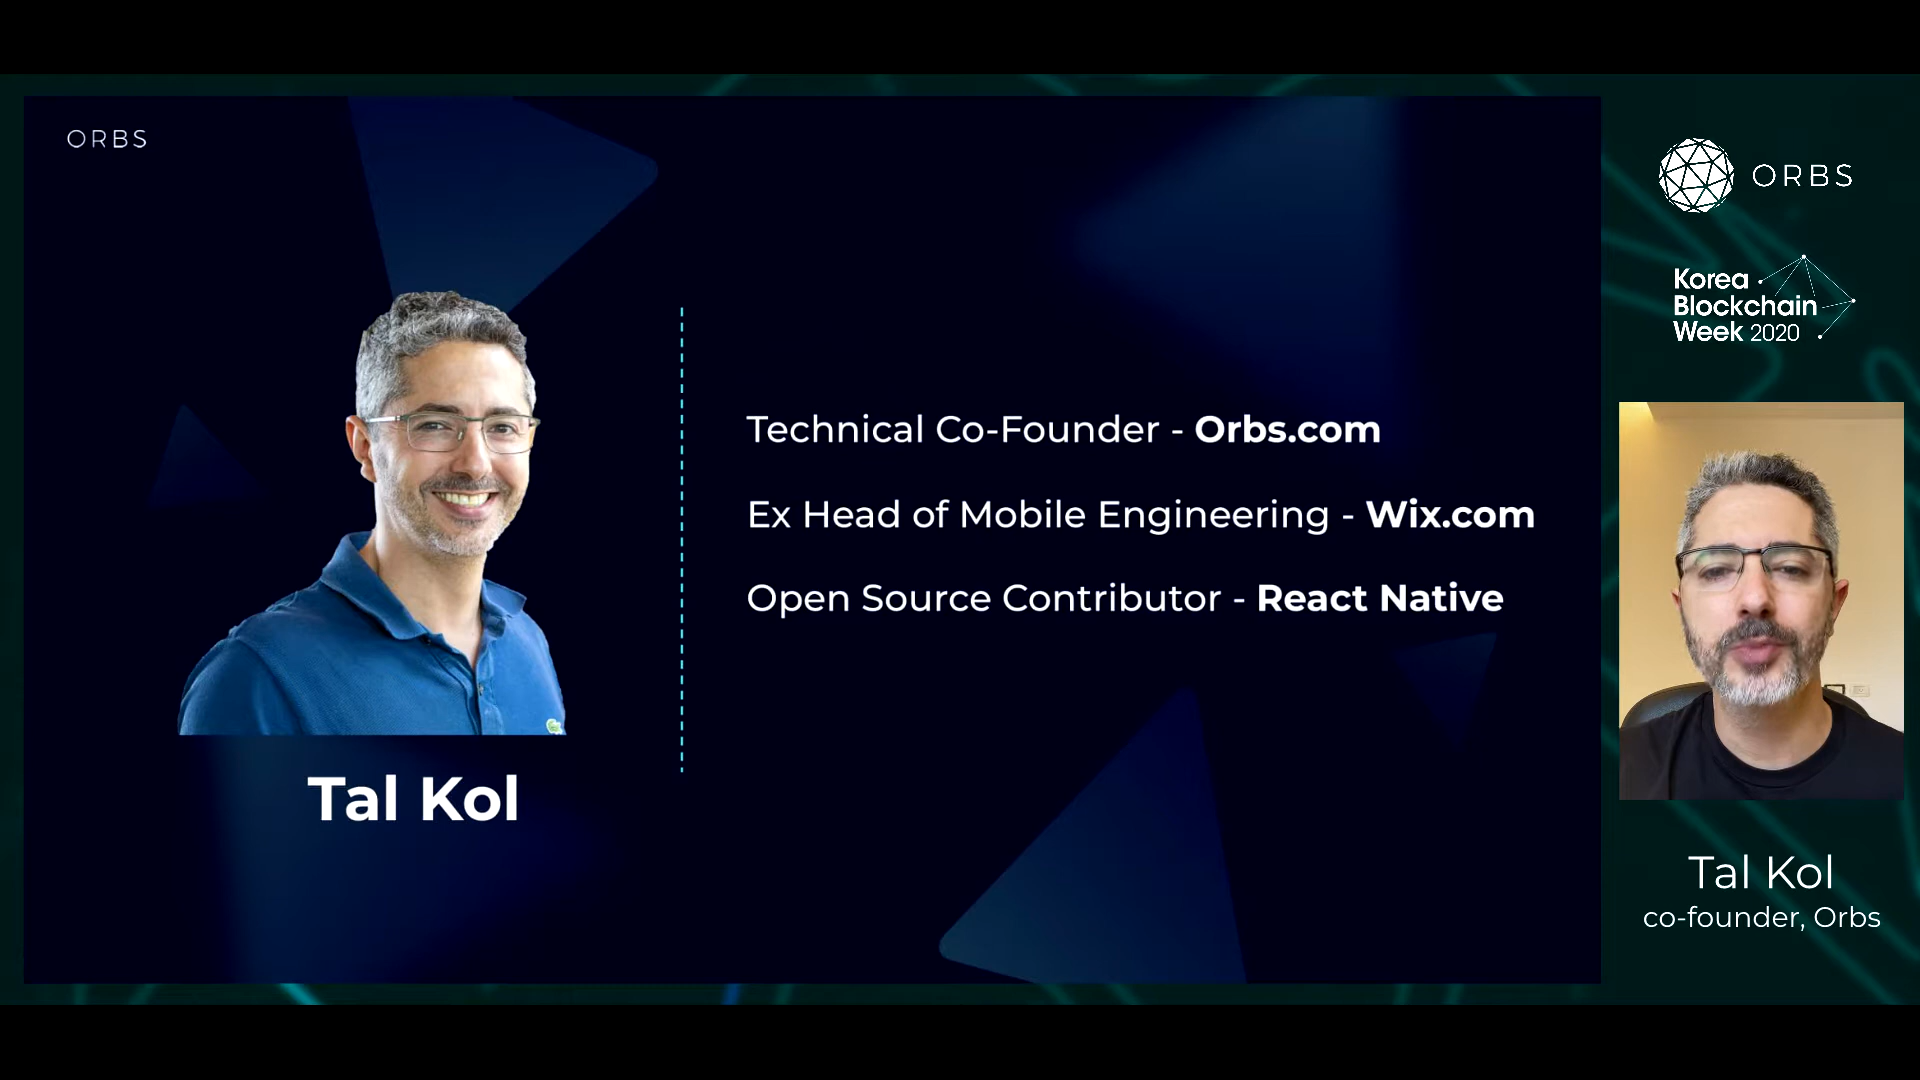 ORBS
Technical Co-Founder - Orbs.com
Ex Head of Mobile Engineering - Wix.com
Open Source Contributor - React Native
Tal Kol
ORBS
Korea
Blockchain
Week 2020
Tal Kol
co-founder, Orbs